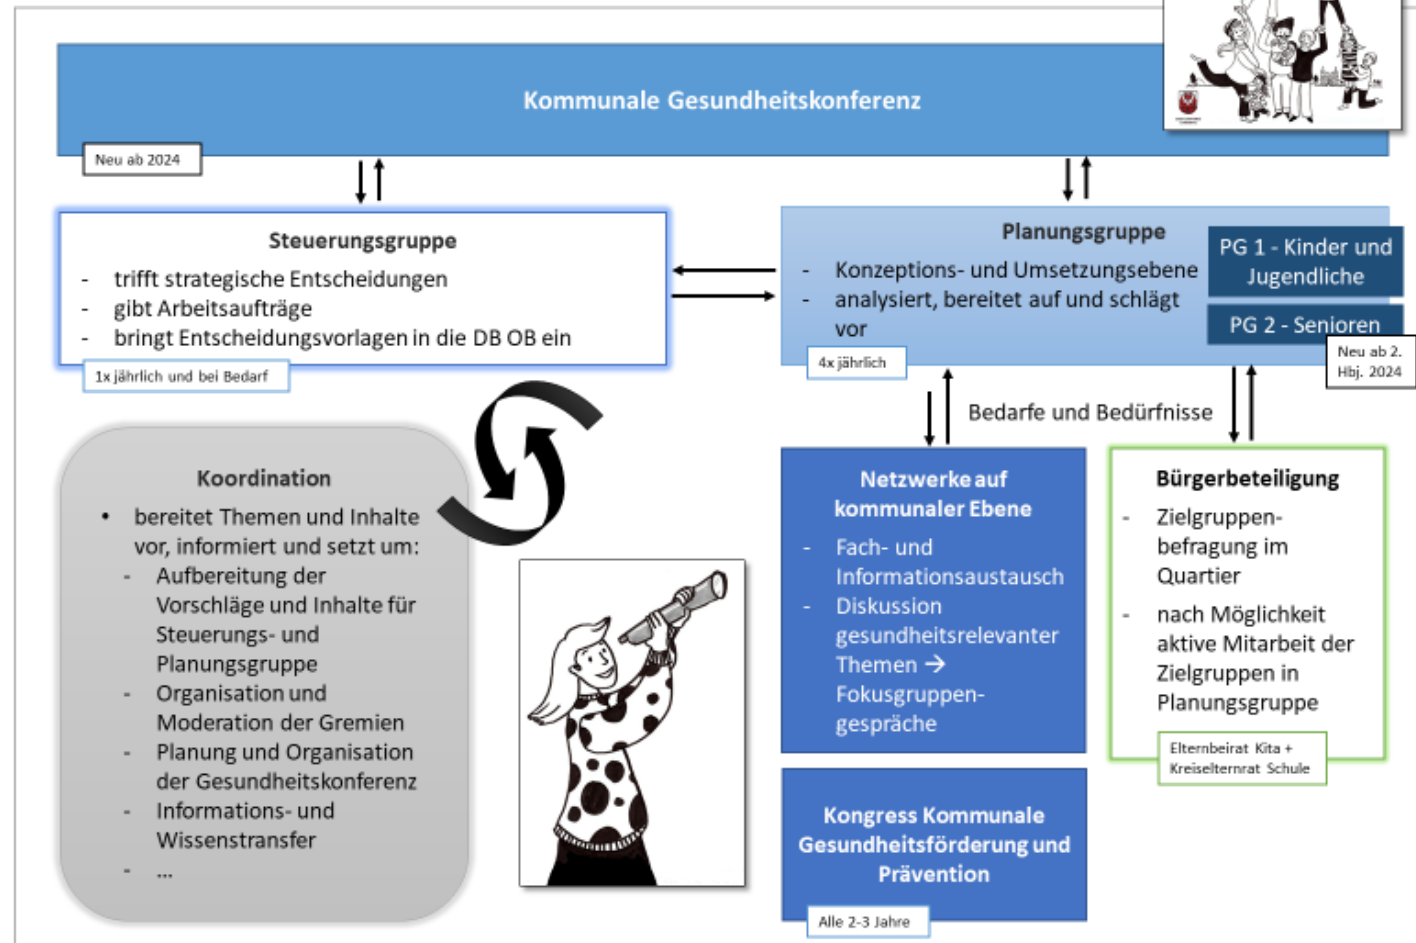 Kommunale Gesundheitskonferenz
Neu ab 2024
Steuerungsgruppe
- trifft strategische Entscheidungen
- gibt Arbeitsaufträge
- bringt Entscheidungsvorlagen in die DB OB ein
1x jährlich und bei Bedarf
Planungsgruppe
- Konzeptions- und Umsetzungsebene
- analysiert, bereitet auf und schlägt
vor
4x jährlich
PG 1 - Kinder und
Jugendliche
PG 2 - Senioren
Neu ab 2.
Hbj. 2024
Bedarfe und Bedürfnisse
Koordination
• bereitet Themen und Inhalte
vor, informiert und setzt um:
- Aufbereitung der
Vorschläge und Inhalte für
Steuerungs- und
Planungsgruppe
- Organisation und
Moderation der Gremien
- Planung und Organisation
der Gesundheitskonferenz
- Informations- und
Wissenstransfer
- ...
Netzwerke auf
kommunaler Ebene
- Fach- und
Informationsaustausch
- Diskussion
gesundheitsrelevanter
Themen →
Fokusgruppen-
gespräche
Bürgerbeteiligung
- Zielgruppen-
befragung im
Quartier
- nach Möglichkeit
aktive Mitarbeit der
Zielgruppen in
Planungsgruppe
Elternbeirat Kita +
Kreiselternrat Schule
Kongress Kommunale
Gesundheitsförderung und
Prävention
Alle 2-3 Jahre